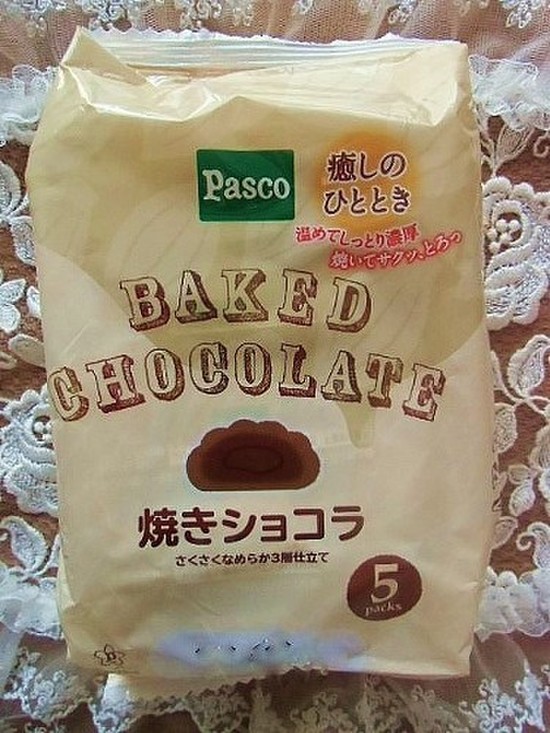 Pasco
癒しの
ひととき
温めてしっとり濃厚
焼いてサクッ、とろっ
BAKED
CHOCOLATE
焼きショコラ
さくさくなめらか3層仕立て
5
packs